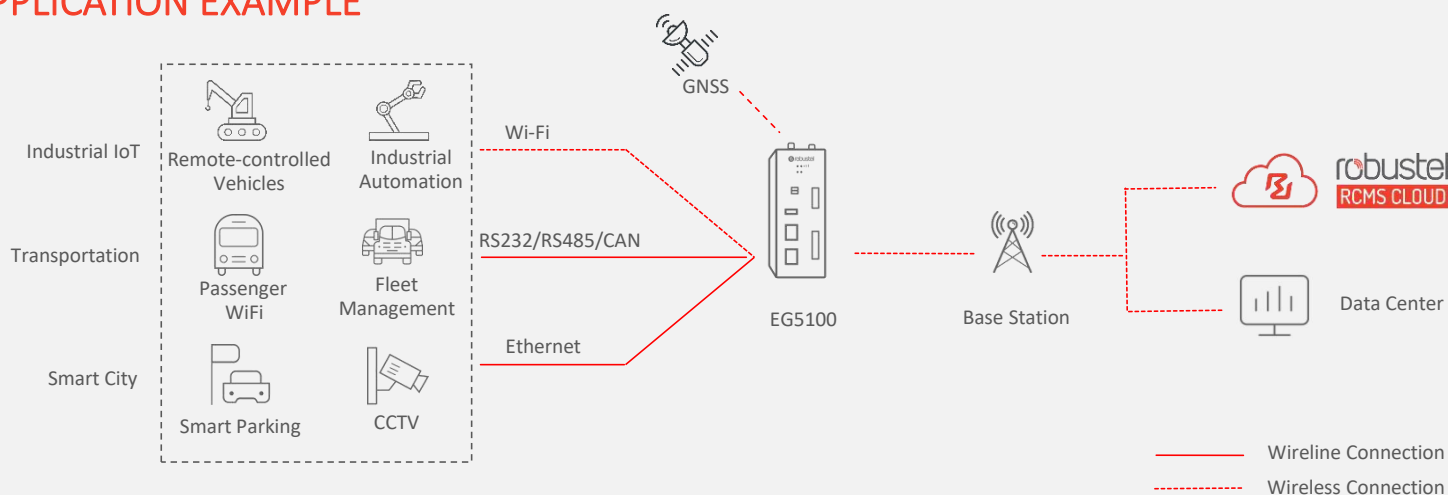 PPLICATION EXAMPLE
GNSS
Industrial IoT
Remote-controlled
Vehicles
Industrial
Automation
Wi-Fi
robustel
robustel
RCMS CLOUD
Transportation
Passenger
WiFi
Fleet
Management
RS232/RS485/CAN
EG5100
Base Station
Data Center
Smart City
Smart Parking
CCTV
Ethernet
Wireline Connection
Wireless Connection